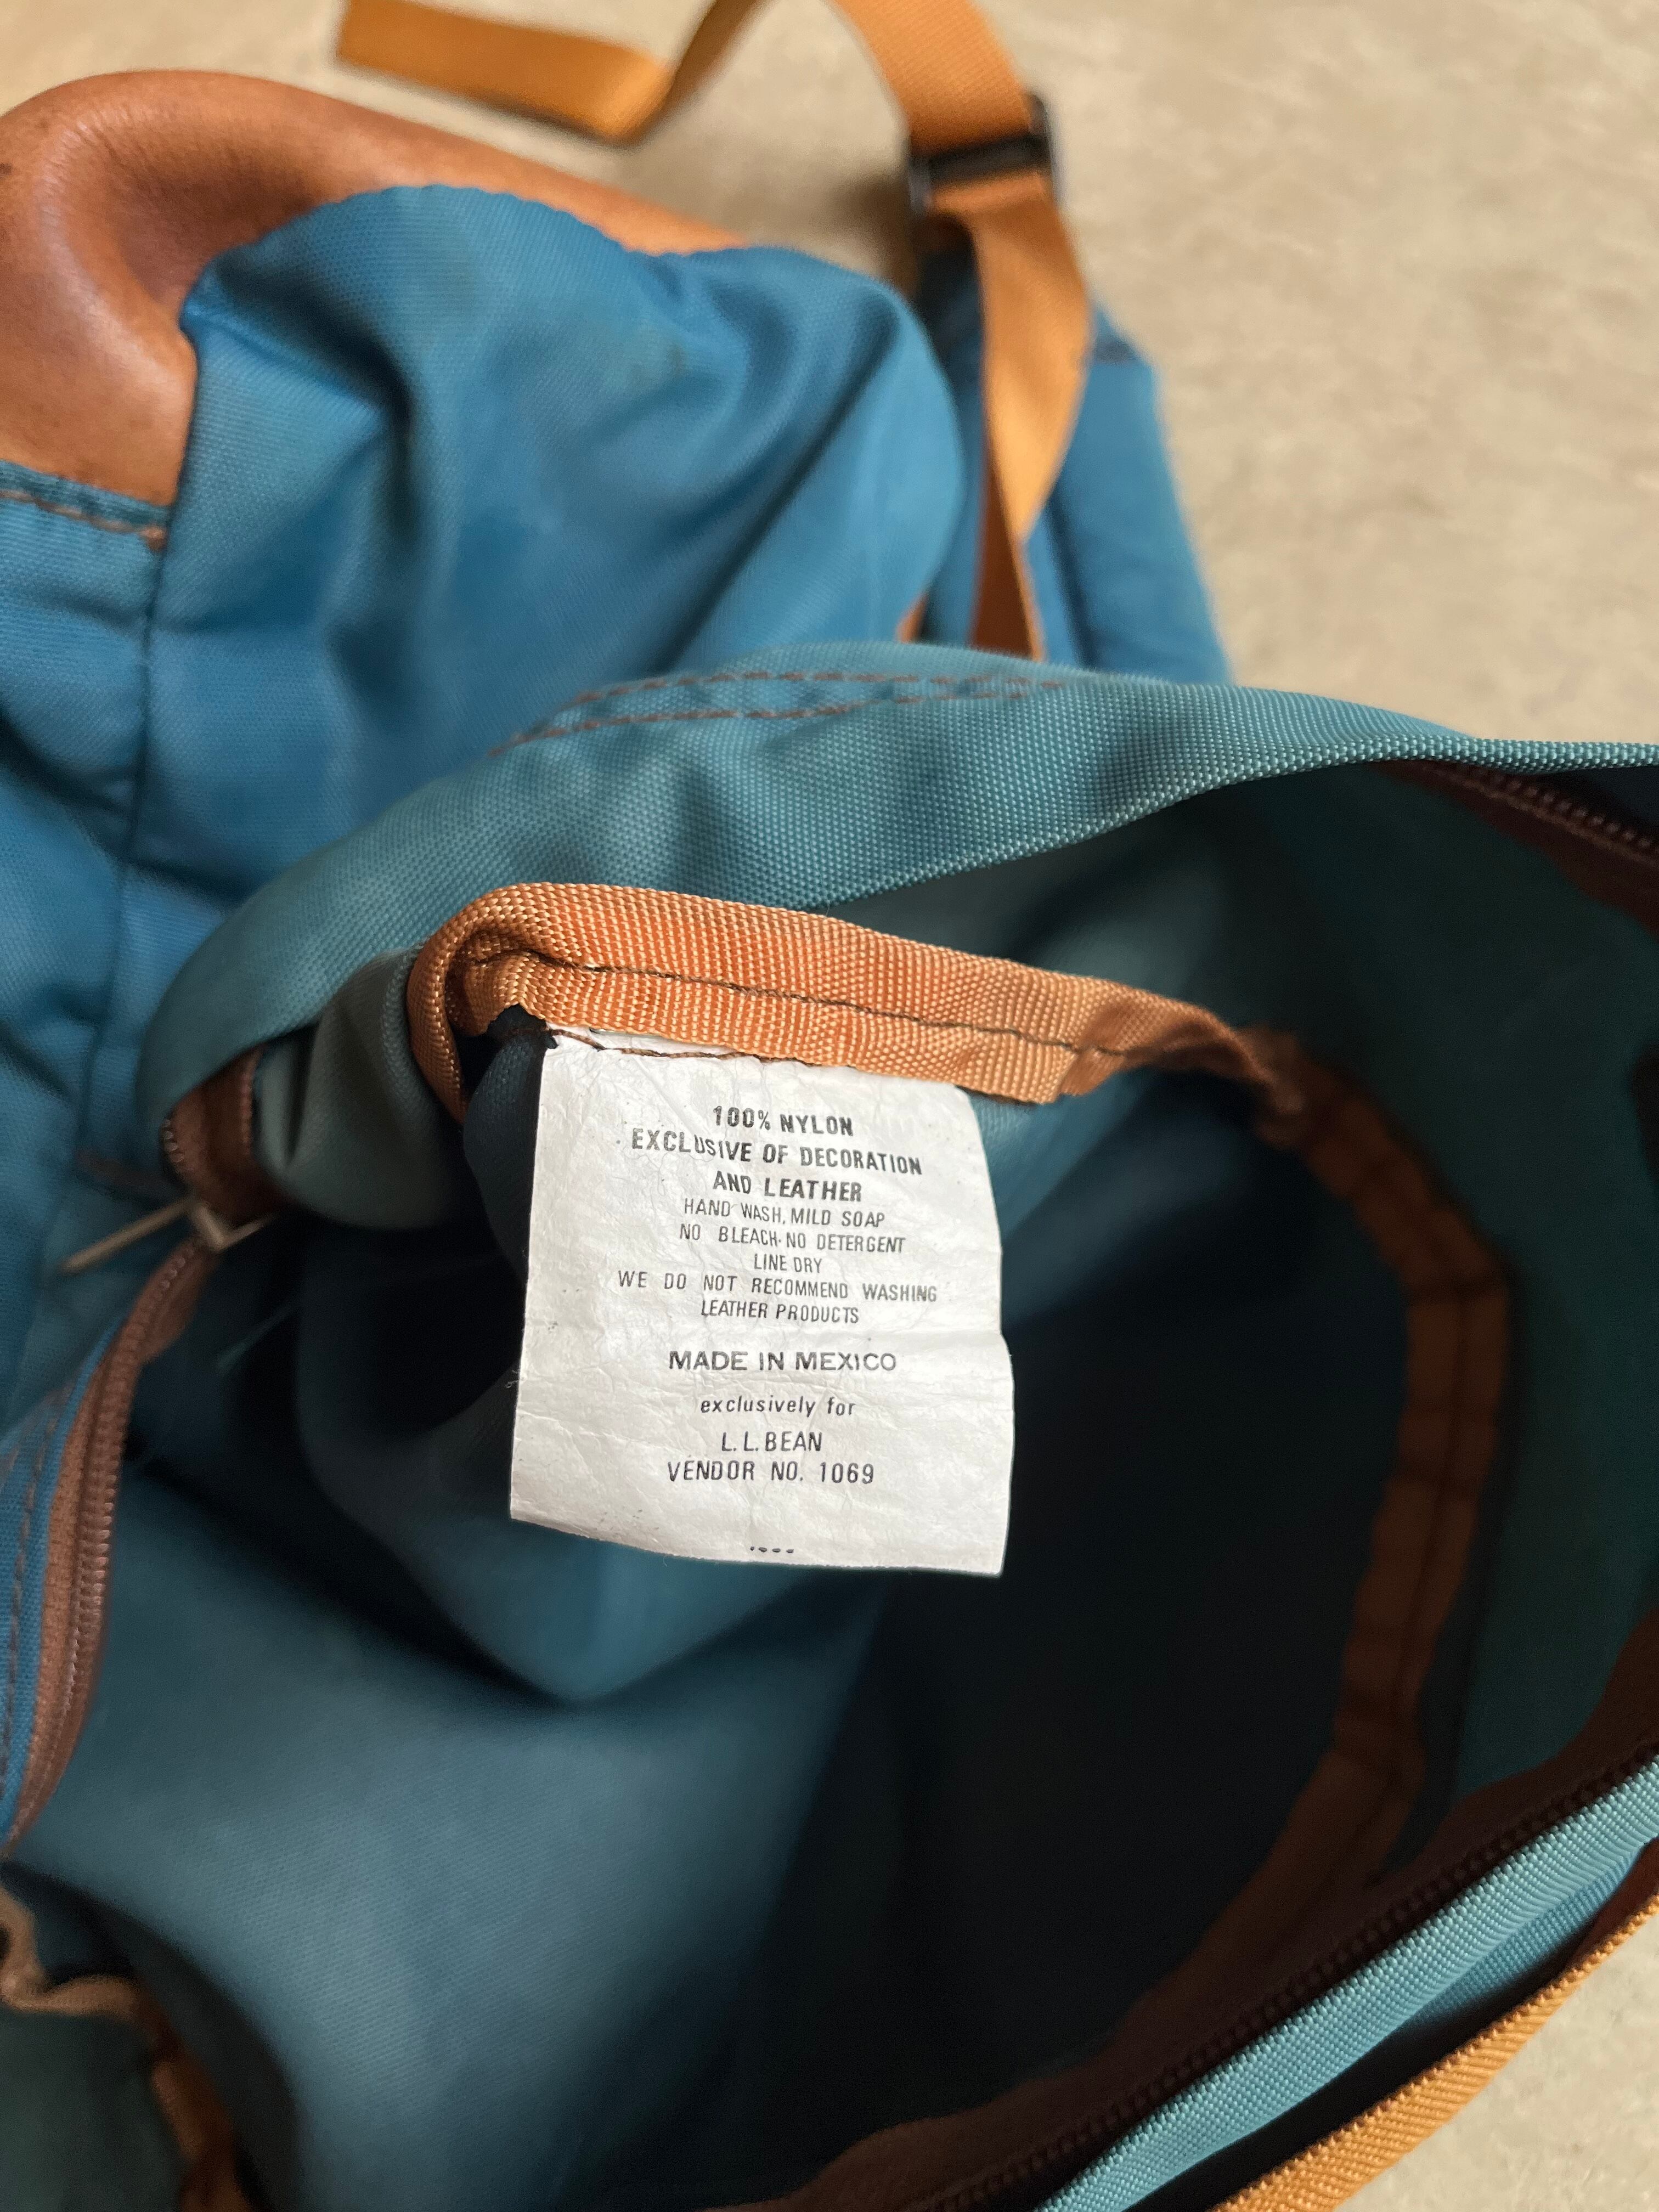 100% NYLON
EXCLUSIVE OF DECORATION
AND LEATHER
HAND WASH, MILD SOAP
NO BLEACH· NO DETERGENT
LINE DRY
WE DO NOT RECOMMEND WASHING
LEATHER PRODUCTS
MADE IN MEXICO
exclusively for
L.L.BEAN
VENDOR NO. 1069